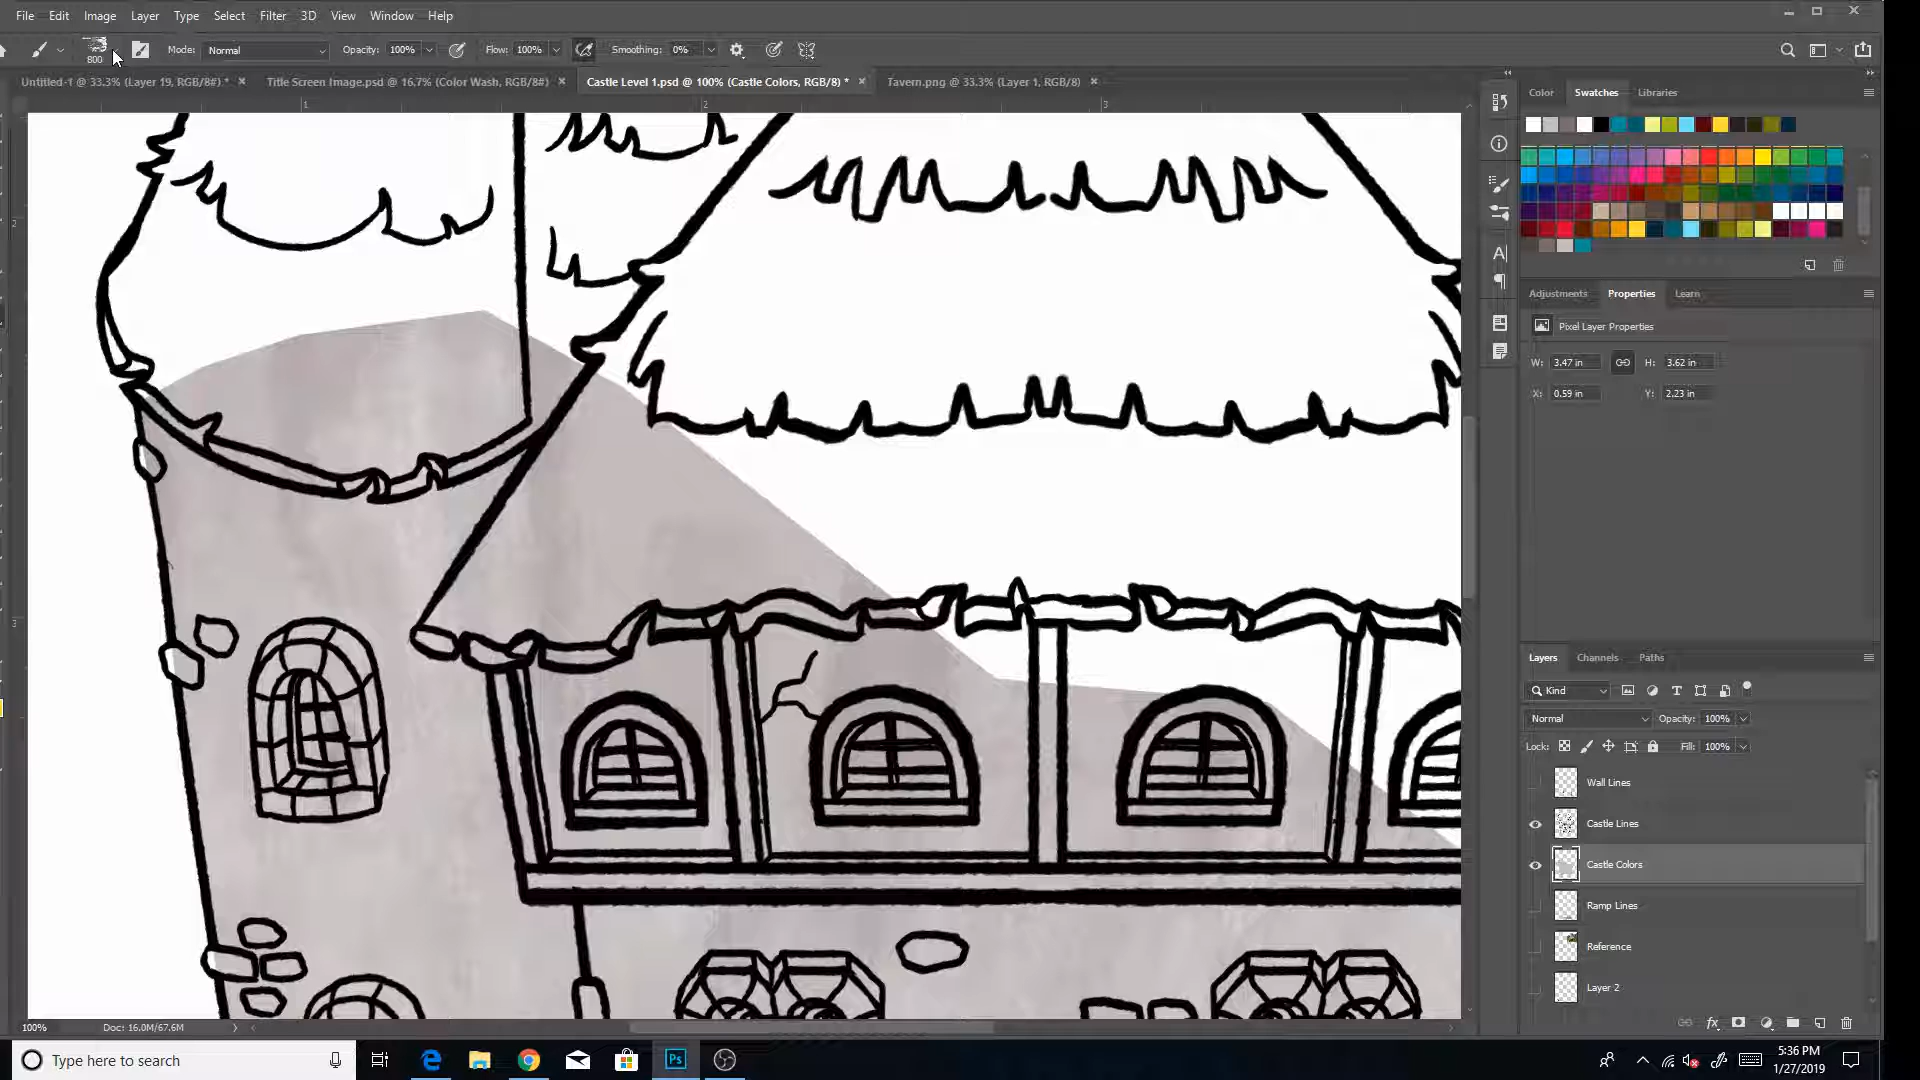 File Edit Image Layer Type Select Filter 3D View Window Help
800 Mode: Normal Opacity: 100% Flow: 100% Smoothing: 0%
Untitled-1 @ 33.3% (Layer 19, RGB/8#) * Title Screen Image.psd @ 16.7% (Color Wash, RGB/8#) Castle Level 1.psd @ 100% (Castle Colors, RGB/8) * Tavern.png @ 33.3% (Layer 1, RGB/8)
1 2 3
2
3
Color Swatches Libraries
Adjustments Properties Learn
Pixel Layer Properties
W: 3.47 in H: 3.62 in
X: 0.59 in Y: 2.23 in
Layers Channels Paths
Kind
Normal Opacity: 100%
Lock: Fill: 100%
Wall Lines
Castle Lines
Castle Colors
Ramp Lines
Reference
Layer 2
100% Doc: 16.0M/67.6M
Type here to search
5:36 PM
1/27/2019